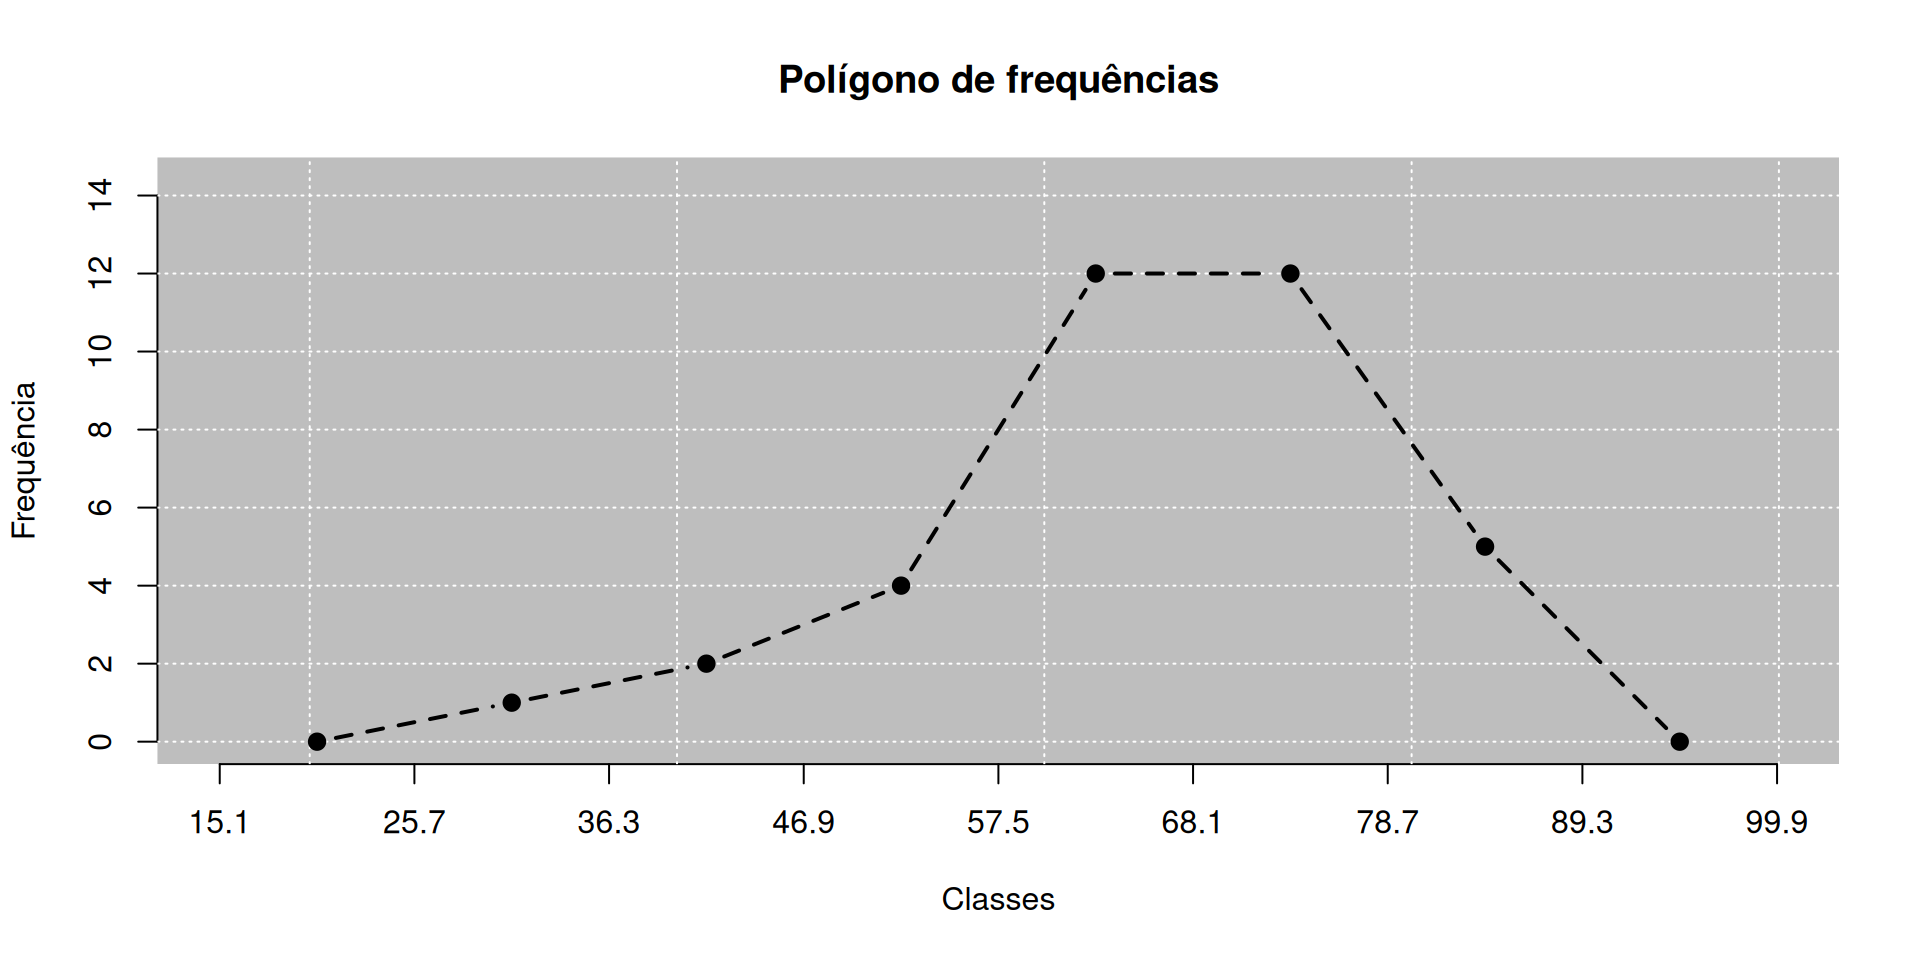 Polígono de frequências
Frequência
14
12
10
8
6
4
2
0
15.1 25.7 36.3 46.9 57.5 68.1 78.7 89.3 99.9
Classes